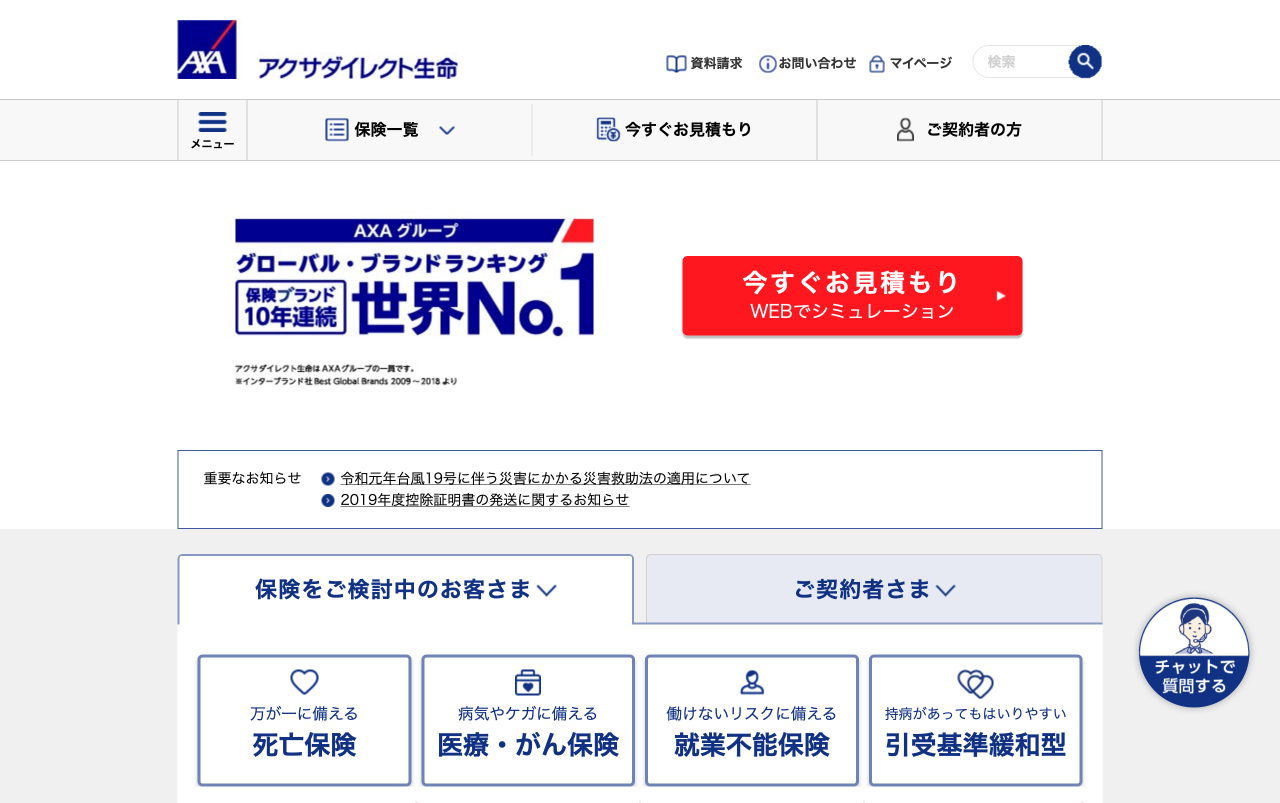 AXA
アクサダイレクト生命
資料請求
お問い合わせ
マイページ
検索
メニュー
保険一覧
今すぐお見積もり
ご契約者の方
AXA グループ
グローバル・ブランドランキング
保険ブランド
10年連続
世界No.1
アクサダイレクト生命はAXAグループの一員です。
※インターブランド社 Best Global Brands 2009～2018 より
今すぐお見積もり
WEBでシミュレーション
重要なお知らせ
令和元年台風19号に伴う災害にかかる災害救助法の適用について
2019年度控除証明書の発送に関するお知らせ
保険をご検討中のお客さま
ご契約者さま
万が一に備える
死亡保険
病気やケガに備える
医療・がん保険
働けないリスクに備える
就業不能保険
持病があってもはいりやすい
引受基準緩和型
チャットで
質問する